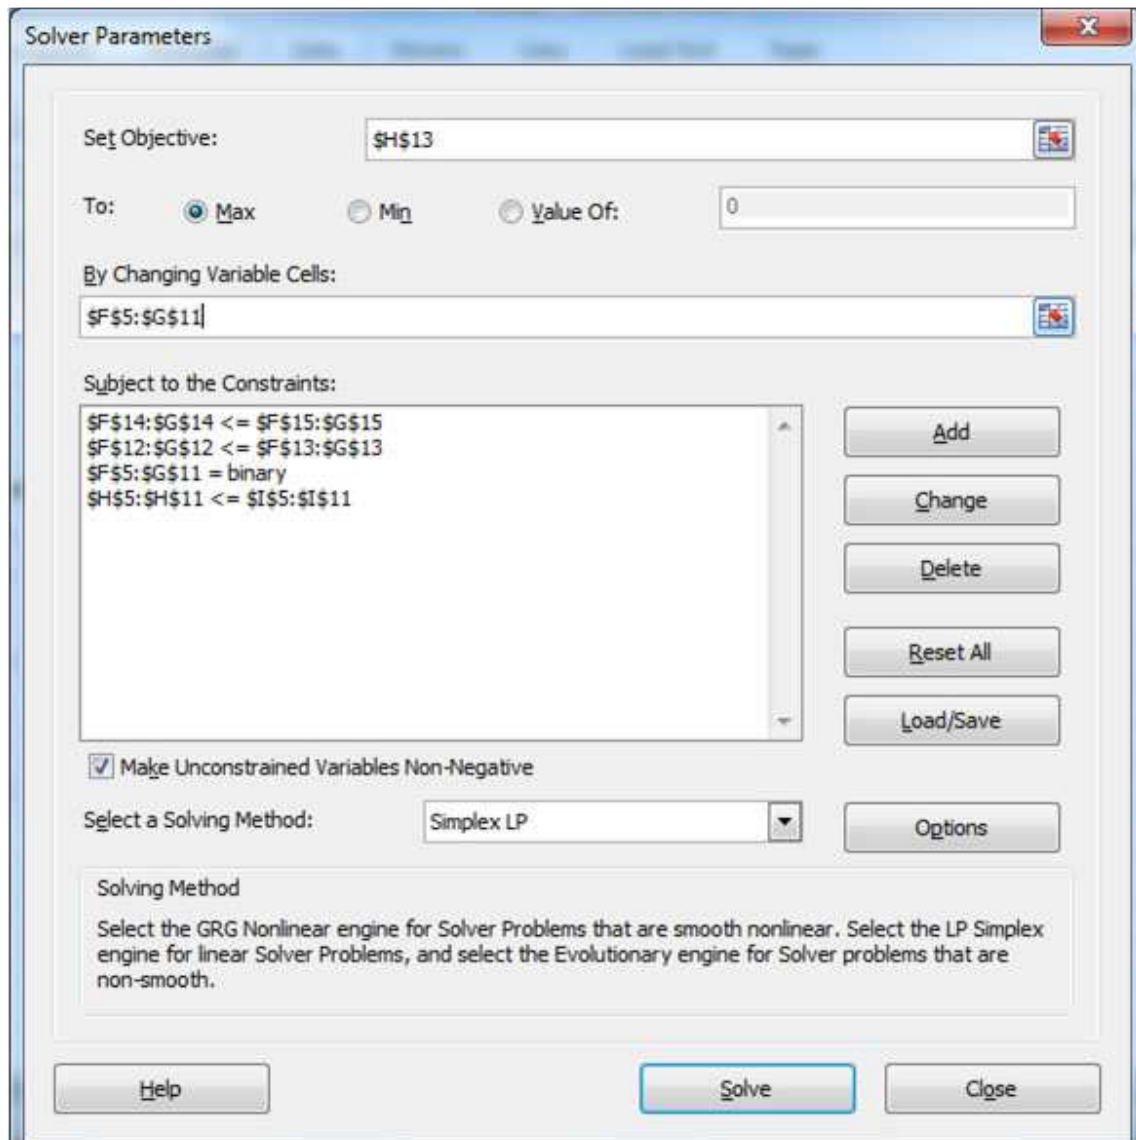 Solver Parameters
Set Objective: $H$13
To: Max Min Value Of: 0
By Changing Variable Cells:
$F$5:$G$11
Subject to the Constraints:
$F$14:$G$14 <= $F$15:$G$15
$F$12:$G$12 <= $F$13:$G$13
$F$5:$G$11 = binary
$H$5:$H$11 <= $I$5:$I$11
Add
Change
Delete
Reset All
Load/Save
Make Unconstrained Variables Non-Negative
Select a Solving Method: Simplex LP Options
Solving Method
Select the GRG Nonlinear engine for Solver Problems that are smooth nonlinear. Select the LP Simplex
engine for linear Solver Problems, and select the Evolutionary engine for Solver problems that are
non-smooth.
Help Solve Close